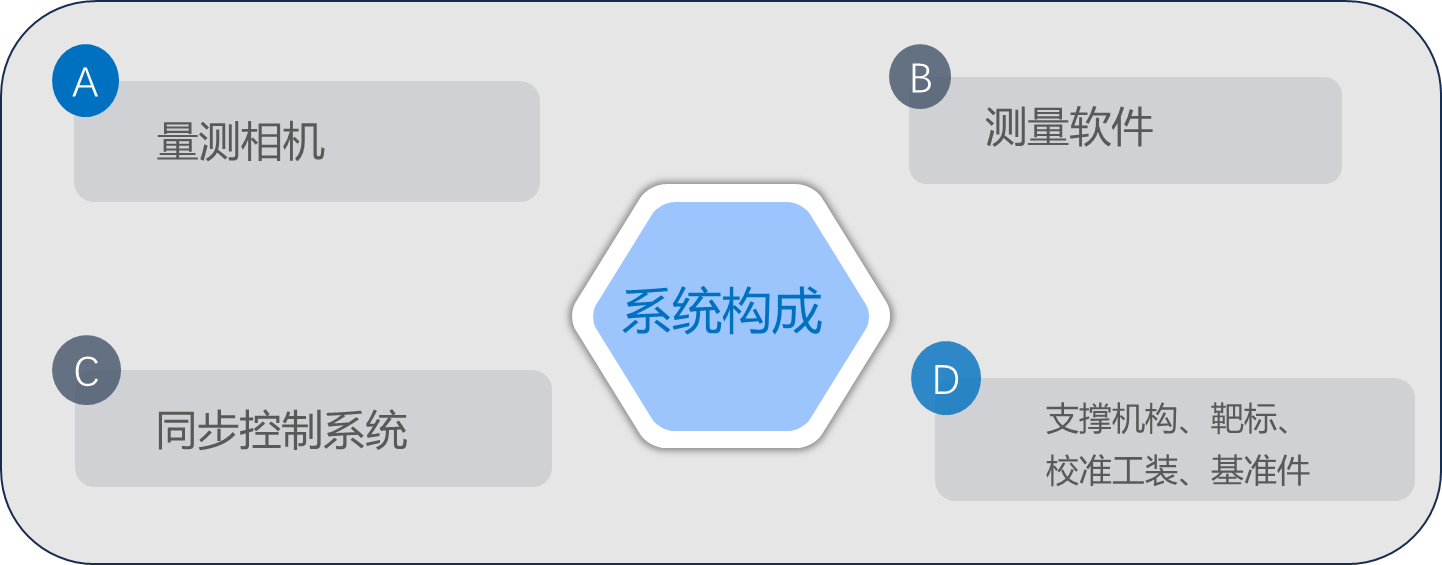 A
量测相机
B
测量软件
系统构成
C
同步控制系统
D
支撑机构、靶标、
校准工装、基准件